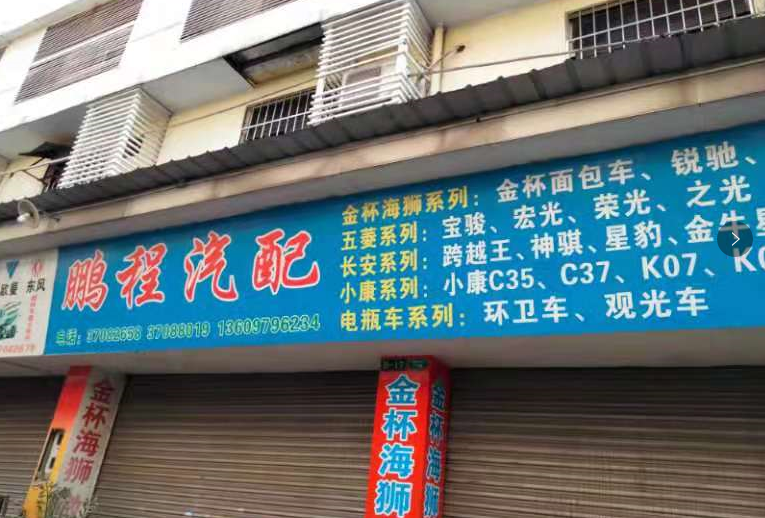 东风
鹏程汽配
电话: 37082658 37088019 13609796234
金杯海狮系列: 金杯面包车、锐驰、
五菱系列: 宝骏、宏光、荣光、之光
长安系列: 跨越王、神骐、星豹、金牛星
小康系列: 小康C35、C37、K07、K0
电瓶车系列: 环卫车、观光车
金杯海狮
金杯海狮
金杯海狮